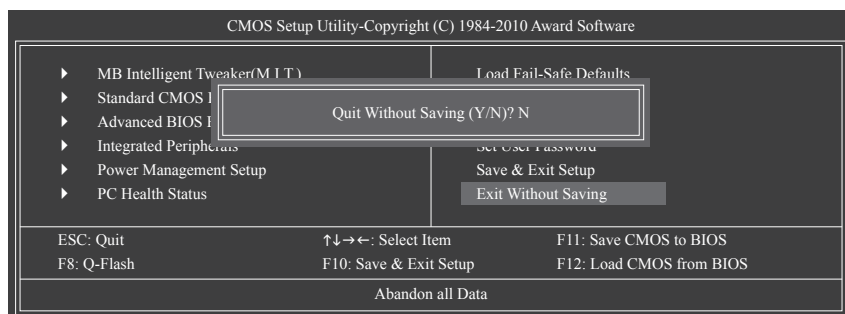 CMOS Setup Utility-Copyright (C) 1984-2010 Award Software
MB Intelligent Tweaker(M.I.T.)
Standard CMOS
Advanced BIOS
Integrated Peripherals
Power Management Setup
PC Health Status
Load Fail-Safe Defaults
Set User Password
Save & Exit Setup
Exit Without Saving
Quit Without Saving (Y/N)? N
ESC: Quit
↑↓→←: Select Item
F11: Save CMOS to BIOS
F8: Q-Flash
F10: Save & Exit Setup
F12: Load CMOS from BIOS
Abandon all Data